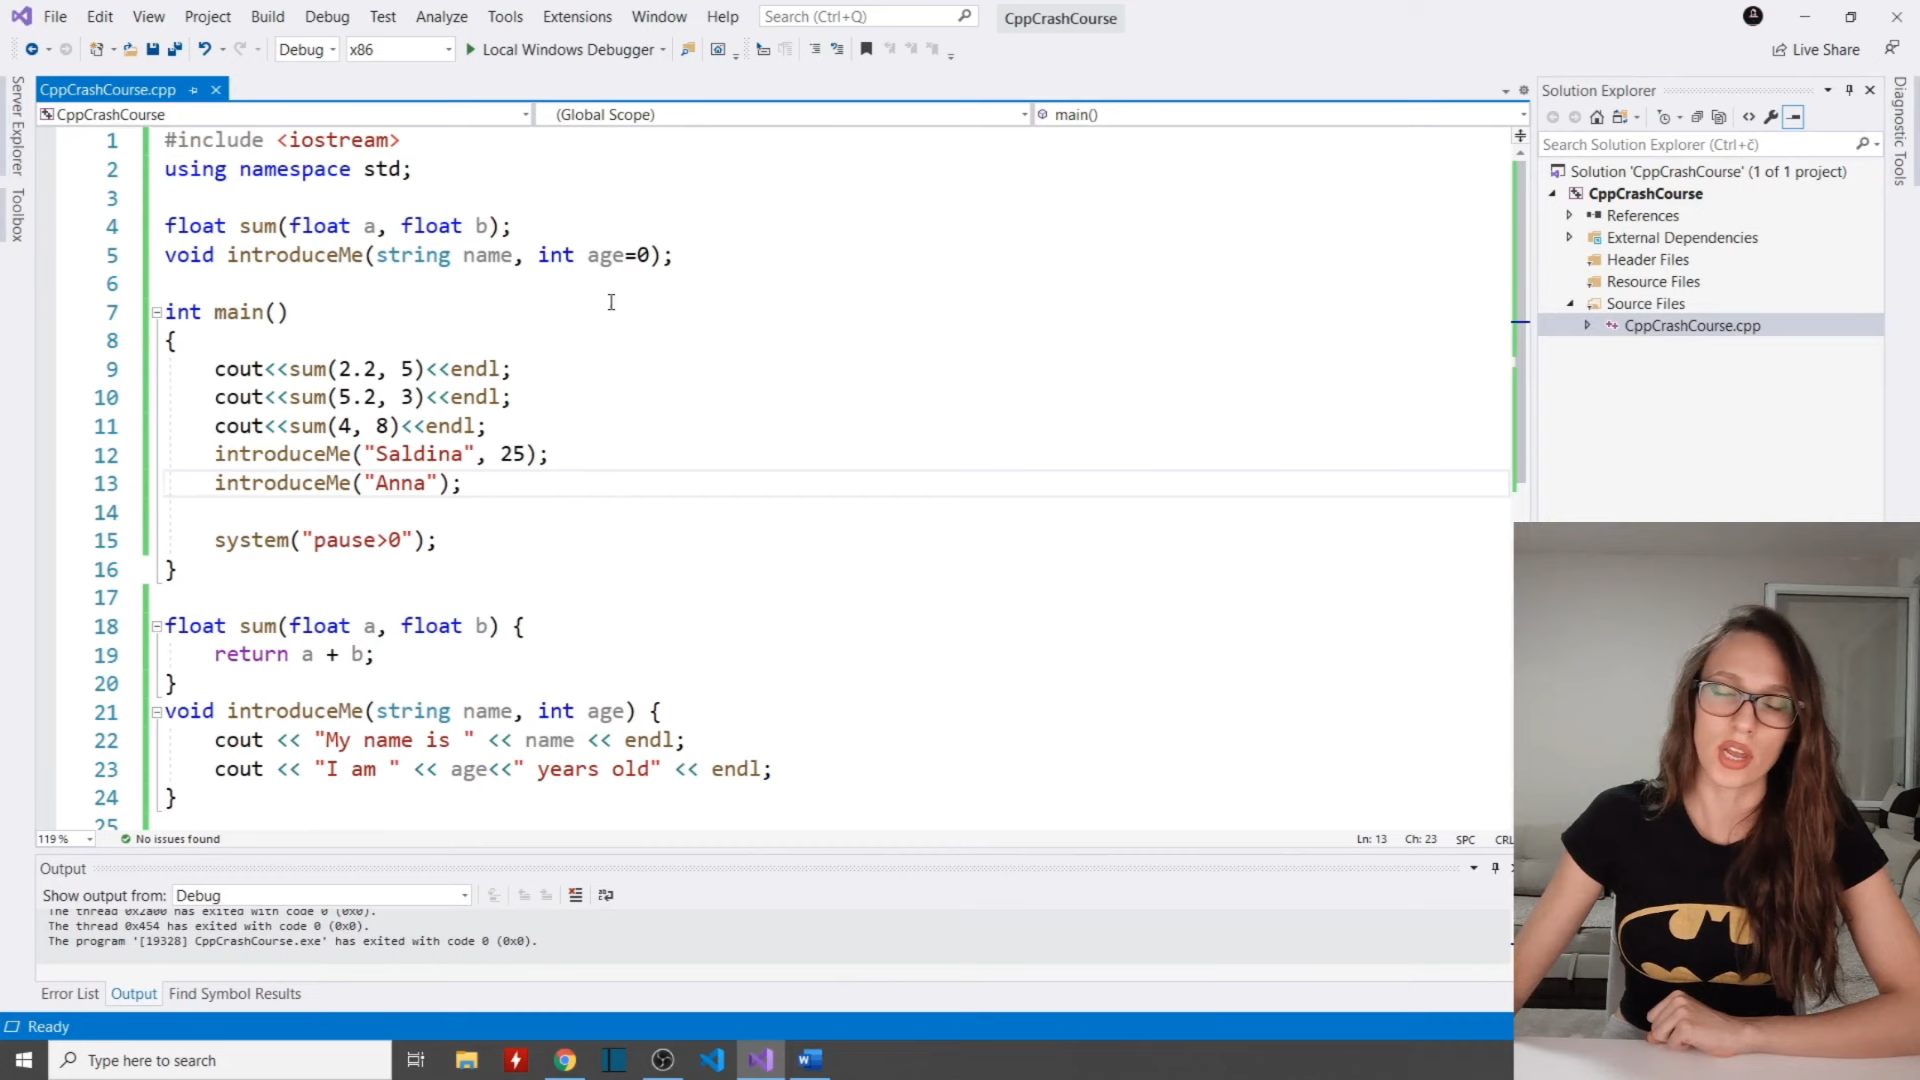 File Edit View Project Build Debug Test Analyze Tools Extensions Window Help Search (Ctrl+Q) CppCrashCourse
Debug x86 Local Windows Debugger Live Share
Server Explorer
Toolbox
CppCrashCourse.cpp
CppCrashCourse (Global Scope) main()
1 #include <iostream>
2 using namespace std;
3
4 float sum(float a, float b);
5 void introduceMe(string name, int age=0);
6
7 int main()
8 {
9 cout<<sum(2.2, 5)<<endl;
10 cout<<sum(5.2, 3)<<endl;
11 cout<<sum(4, 8)<<endl;
12 introduceMe("Saldina", 25);
13 introduceMe("Anna");
14
15 system("pause>0");
16 }
17
18 float sum(float a, float b) {
19 return a + b;
20 }
21 void introduceMe(string name, int age) {
22 cout << "My name is " << name << endl;
23 cout << "I am " << age<<" years old" << endl;
24 }
25
119 % No issues found Ln: 13 Ch: 23 SPC CRL
Output
Show output from: Debug
The thread 0x2a00 has exited with code 0 (0x0).
The thread 0x454 has exited with code 0 (0x0).
The program '[19328] CppCrashCourse.exe' has exited with code 0 (0x0).
Error List Output Find Symbol Results
Ready
Type here to search
Solution Explorer
Search Solution Explorer (Ctrl+č)
Solution 'CppCrashCourse' (1 of 1 project)
CppCrashCourse
References
External Dependencies
Header Files
Resource Files
Source Files
CppCrashCourse.cpp
Diagnostic Tools